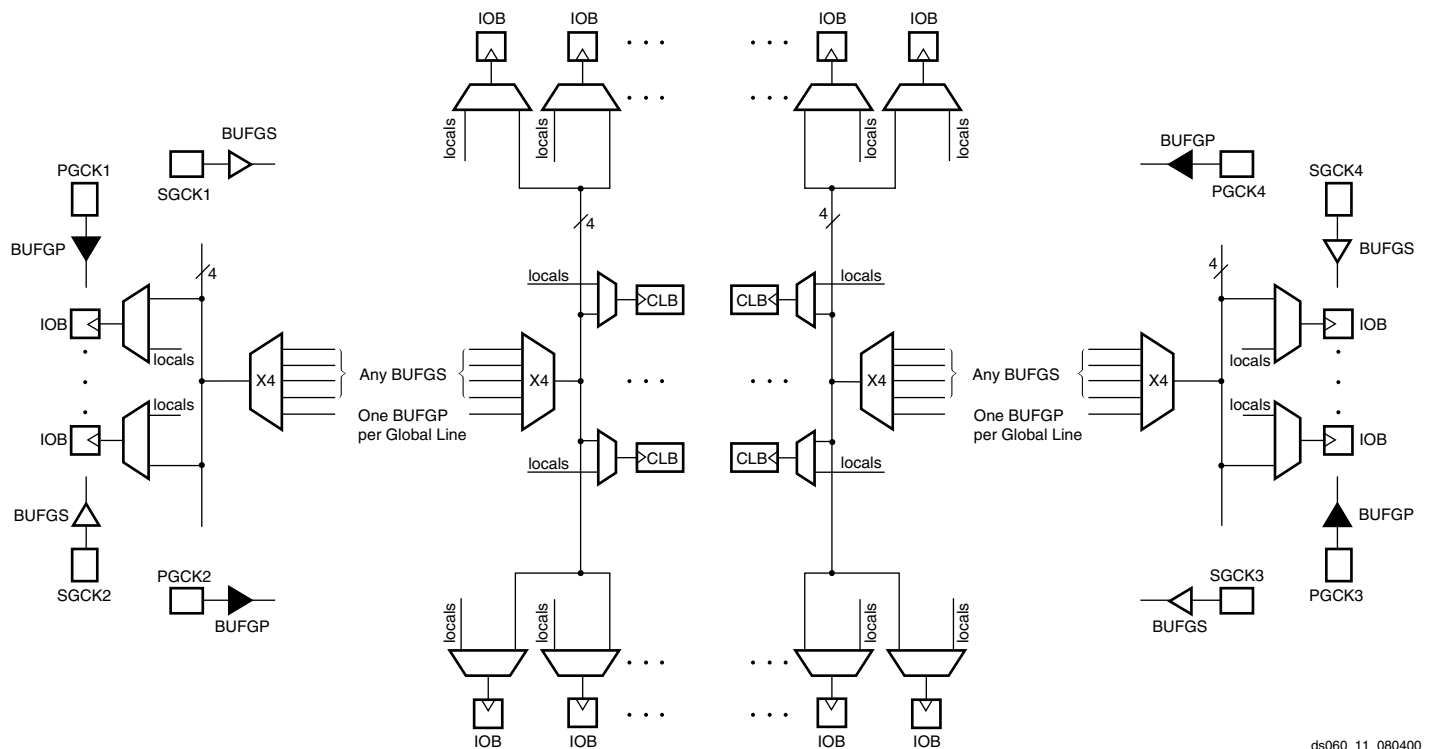 IOB IOB IOB IOB
locals locals locals locals
BUFGS BUFGP
PGCK1 SGCK4
SGCK1 PGCK4
4 4
BUFGP BUFGS
4 locals locals 4
CLB CLB
IOB IOB
locals locals
X4 Any BUFGS X4 X4 Any BUFGS X4
One BUFGP One BUFGP
per Global Line per Global Line
locals locals
IOB IOB
CLB CLB
locals locals
BUFGS BUFGP
PGCK2 SGCK3
SGCK2 PGCK3
BUFGP BUFGS
locals locals locals locals
IOB IOB IOB IOB
ds060_11_080400